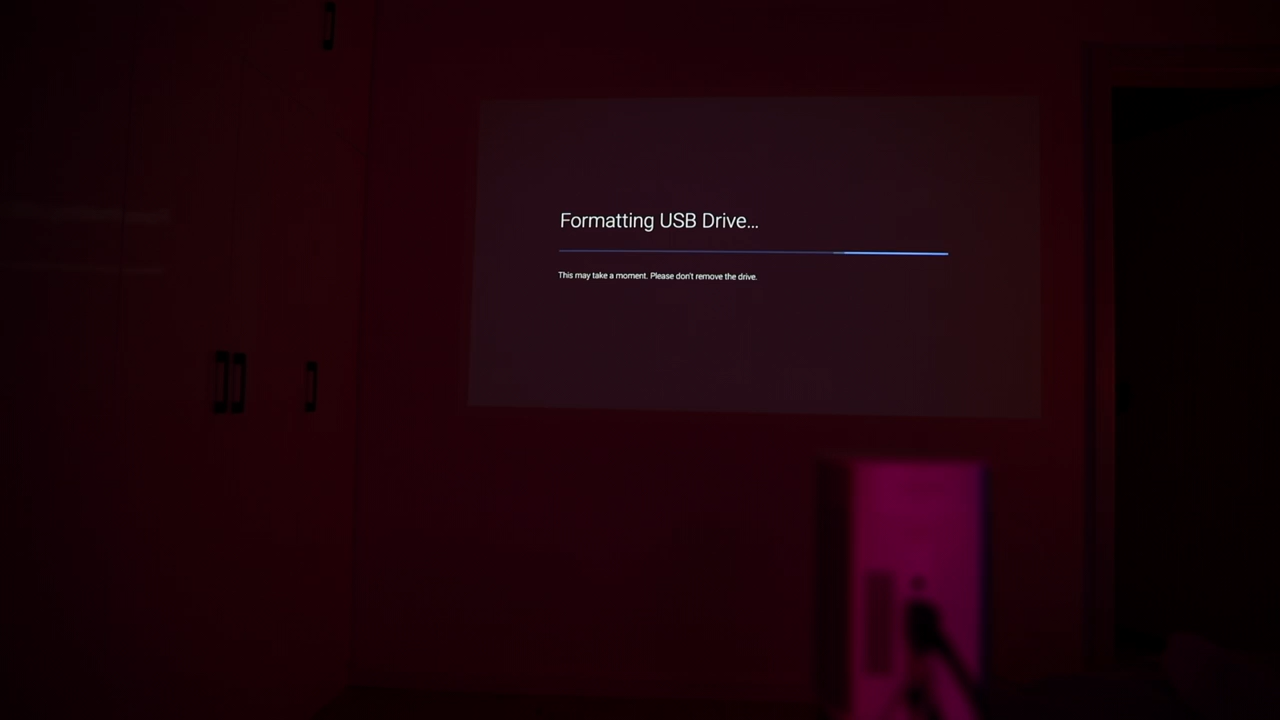 Formatting USB Drive...
This may take a moment. Please don't remove the drive.